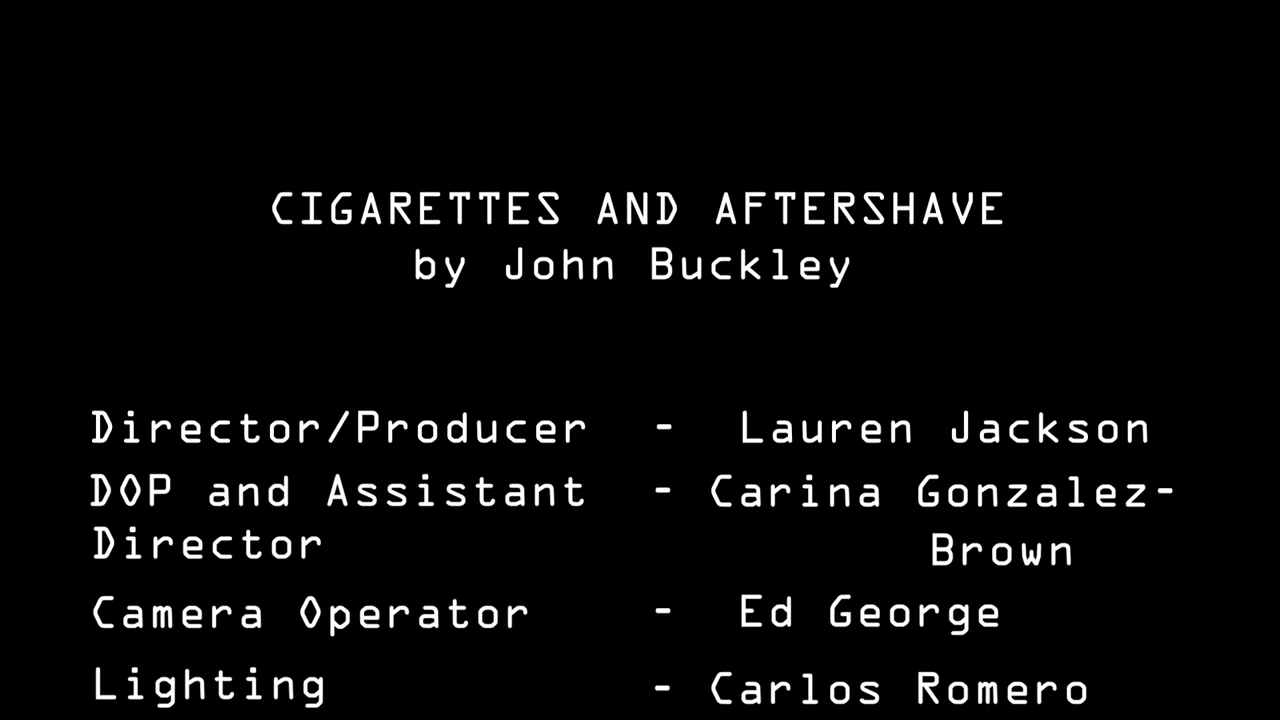 CIGARETTES AND AFTERSHAVE
by John Buckley
Director/Producer - Lauren Jackson
DOP and Assistant - Carina Gonzalez-
Director Brown
Camera Operator - Ed George
Lighting - Carlos Romero